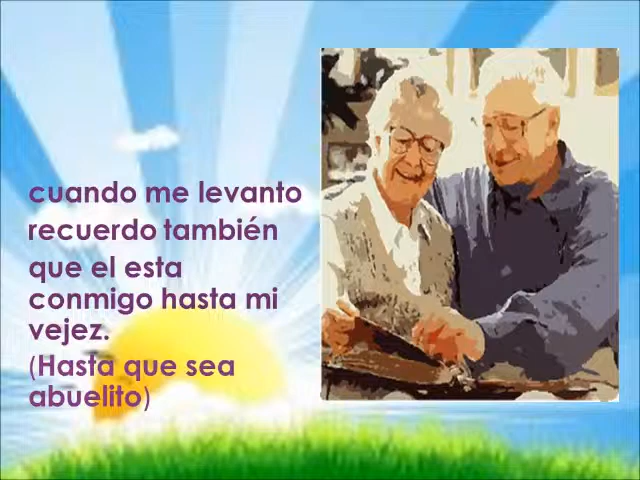 cuando me levanto
recuerdo también
que el esta
conmigo hasta mi
vejez.
(Hasta que sea
abuelito)